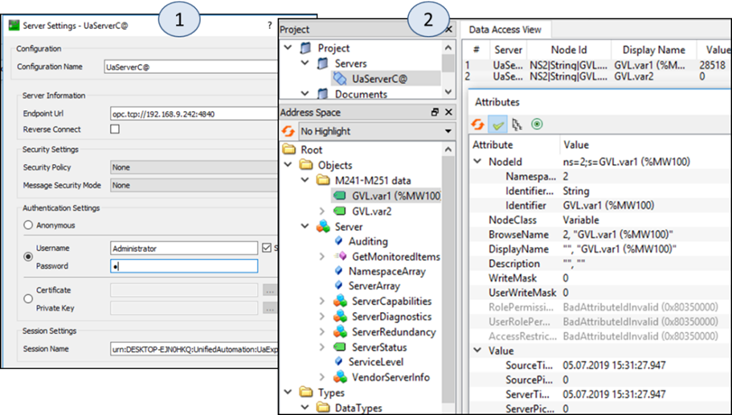 1
Server Settings - UaServerC@
?
Configuration
Configuration Name UaServerC@
Server Information
Endpoint Url opc.tcp://192.168.9.242:4840
Reverse Connect
Security Settings
Security Policy None
Message Security Mode None
Authentication Settings
Anonymous
Username Administrator S
Password
Certificate ...
Private Key ...
Session Settings
Session Name urn:DESKTOP-EJN0HKQ:UnifiedAutomation:UaExp
2
Project
Project
Servers
UaServerC@
Documents
Address Space
No Highlight
Root
Objects
M241-M251 data
GVL.var1 (%MW100)
GVL.var2
Server
Auditing
GetMonitoredItems
NamespaceArray
ServerArray
ServerCapabilities
ServerDiagnostics
ServerRedundancy
ServerStatus
ServiceLevel
VendorServerInfo
Types
DataTypes
Data Access View
# Server Node Id Display Name Value
1 UaSe... NS2|String|GVL.... GVL.var1 (%M... 28518
2 UaSe... NS2|String|GVL.... GVL.var2 0
Attributes
Attribute Value
NodeId ns=2;s=GVL.var1 (%MW100)
Namespa... 2
Identifier... String
Identifier GVL.var1 (%MW100)
NodeClass Variable
BrowseName 2, "GVL.var1 (%MW100)"
DisplayName "", "GVL.var1 (%MW100)"
Description "", ""
WriteMask 0
UserWriteMask 0
RolePermissi... BadAttributeIdInvalid (0x80350000)
UserRolePer... BadAttributeIdInvalid (0x80350000)
AccessRestric... BadAttributeIdInvalid (0x80350000)
Value
SourceTi... 05.07.2019 15:31:27.947
SourcePi... 0
ServerTi... 05.07.2019 15:31:27.947
ServerPic... 0